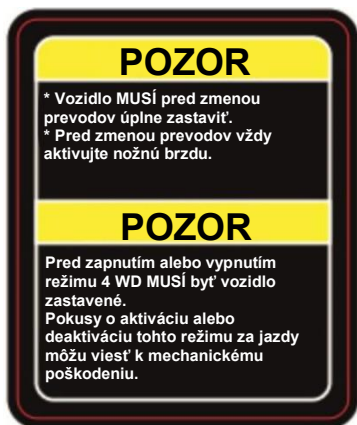 POZOR
* Vozidlo MUSÍ pred zmenou
prevodov úplne zastaviť.
* Pred zmenou prevodov vždy
aktivujte nožnú brzdu.
POZOR
Pred zapnutím alebo vypnutím
režimu 4 WD MUSÍ byť vozidlo
zastavené.
Pokusy o aktiváciu alebo
deaktiváciu tohto režimu za jazdy
môžu viesť k mechanickému
poškodeniu.